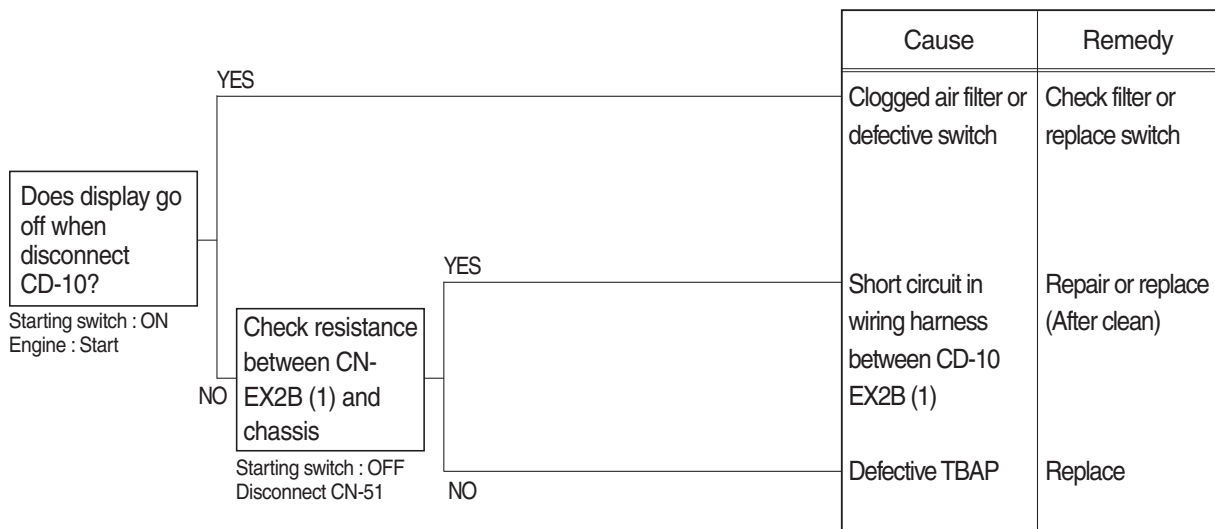 Cause
Remedy
YES
Clogged air filter or
defective switch
Check filter or
replace switch
Does display go
off when
disconnect
CD-10?
Starting switch : ON
Engine : Start
YES
Short circuit in
wiring harness
between CD-10
EX2B (1)
Repair or replace
(After clean)
NO
Check resistance
between CN-
EX2B (1) and
chassis
Starting switch : OFF
Disconnect CN-51
NO
Defective TBAP
Replace